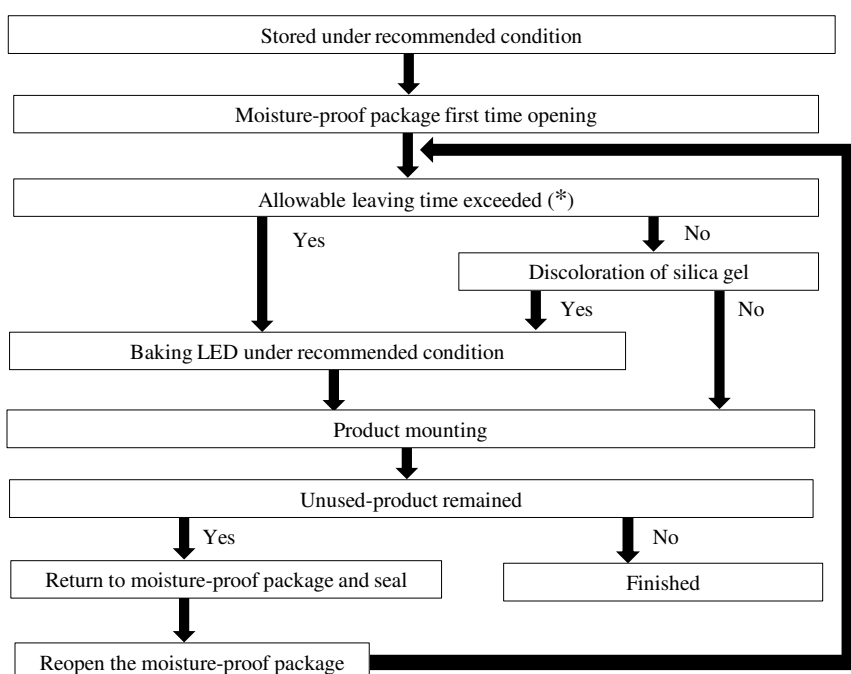 Stored under recommended condition
Moisture-proof package first time opening
Allowable leaving time exceeded (*)
Yes
No
Discoloration of silica gel
Yes
No
Baking LED under recommended condition
Product mounting
Unused-product remained
Yes
No
Return to moisture-proof package and seal
Finished
Reopen the moisture-proof package